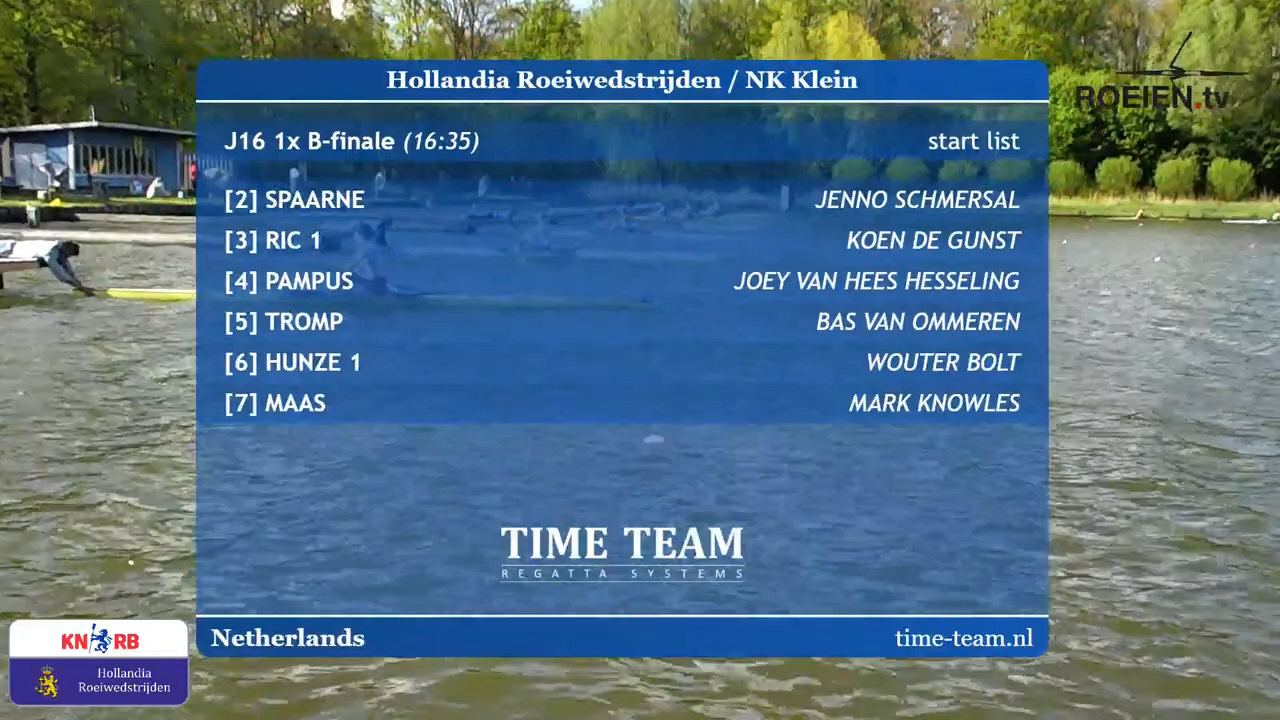 Hollandia Roeiwedstrijden / NK Klein
ROEIEN.tv
J16 1x B-finale (16:35) start list
[2] SPAARNE JENNO SCHMERSAL
[3] RIC 1 KOEN DE GUNST
[4] PAMPUS JOEY VAN HEES HESSELING
[5] TROMP BAS VAN OMMEREN
[6] HUNZE 1 WOUTER BOLT
[7] MAAS MARK KNOWLES
TIME TEAM
REGATTA SYSTEMS
Netherlands time-team.nl
KNRB
Hollandia
Roeiwedstrijden